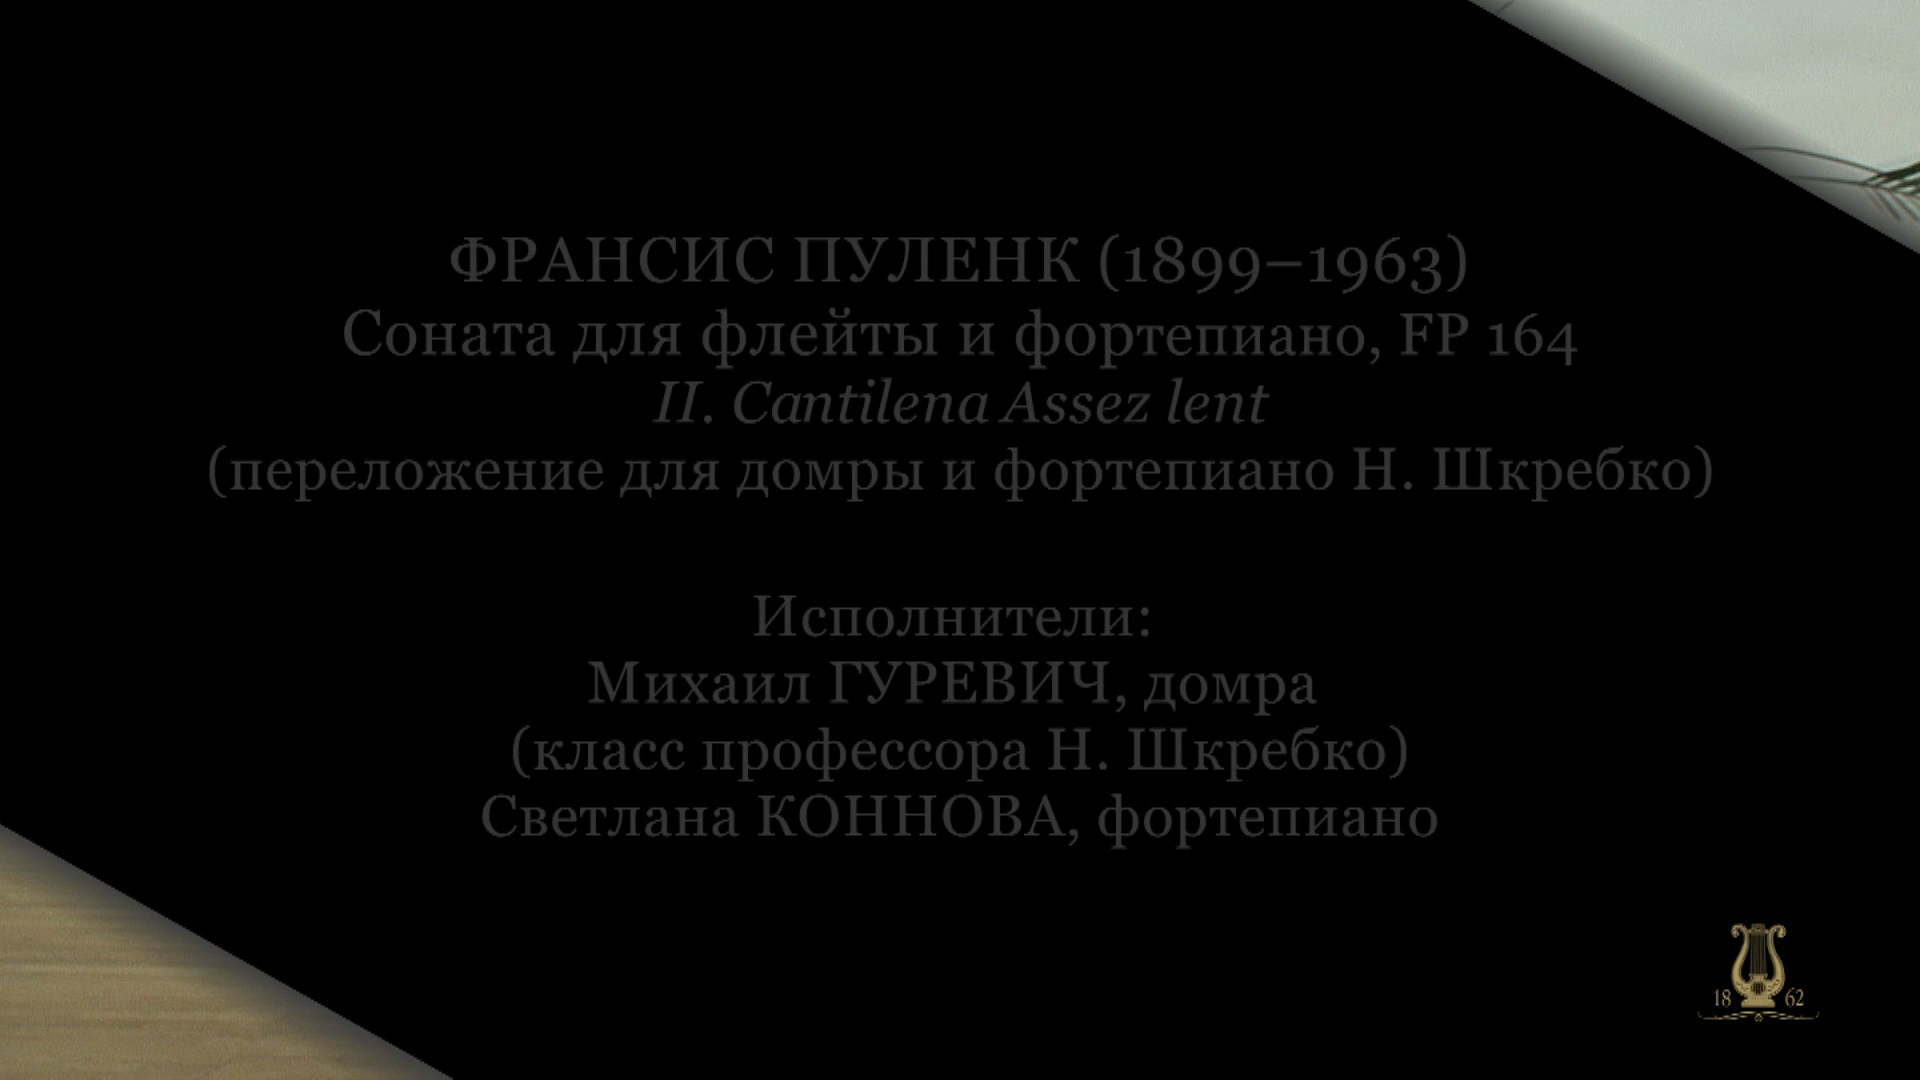 ФРАНСИС ПУЛЕНК (1899–1963)
Соната для флейты и фортепиано, FP 164
II. Cantilena Assez lent
(переложение для домры и фортепиано Н. Шкребко)
Исполнители:
Михаил ГУРЕВИЧ, домра
(класс профессора Н. Шкребко)
Светлана КОННОВА, фортепиано
18 62